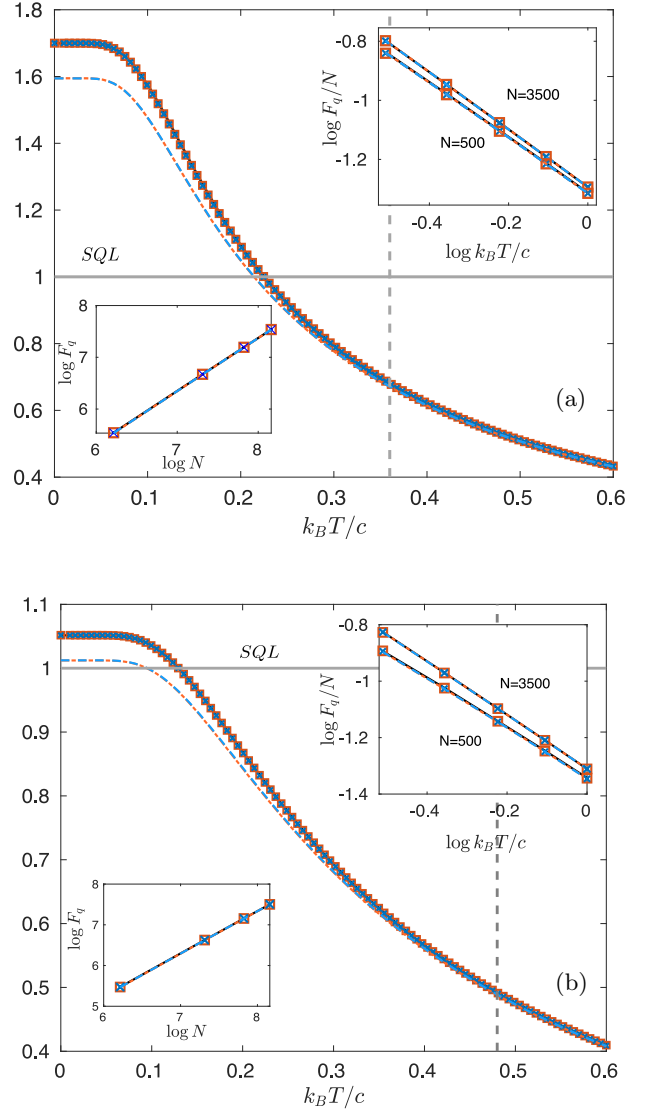 1.8
1.6
1.4
1.2
1
0.8
0.6
0.4
0 0.1 0.2 0.3 0.4 0.5 0.6
k_BT/c
SQL
(a)
-0.8
-1
-1.2
log F_q/N
N=3500
N=500
-0.4 -0.2 0
log k_BT/c
8
7
6
log F_q
6 7 8
log N
1.1
1
0.9
0.8
0.7
0.6
0.5
0.4
0.0 0.1 0.2 0.3 0.4 0.5 0.6
k_BT/c
SQL
(b)
-0.8
-1
-1.2
-1.4
log F_q/N
N=3500
N=500
-0.4 -0.2 0
log k_BT/c
8
7
6
5
log F_q
6 7 8
log N